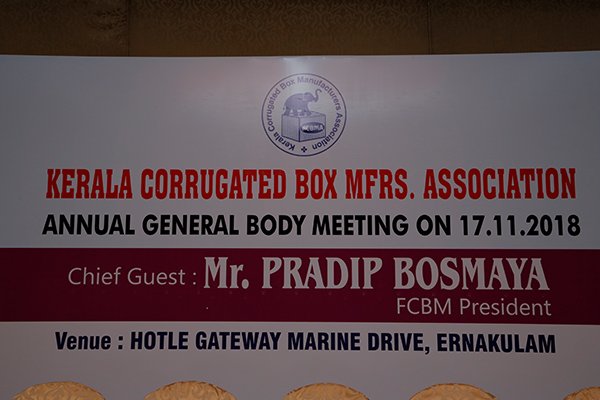 Kerala Corrugated Box Manufacturers Association
KCBMA
KERALA CORRUGATED BOX MFRS. ASSOCIATION
ANNUAL GENERAL BODY MEETING ON 17.11.2018
Chief Guest : Mr. PRADIP BOSMAYA
FCBM President
Venue : HOTLE GATEWAY MARINE DRIVE, ERNAKULAM